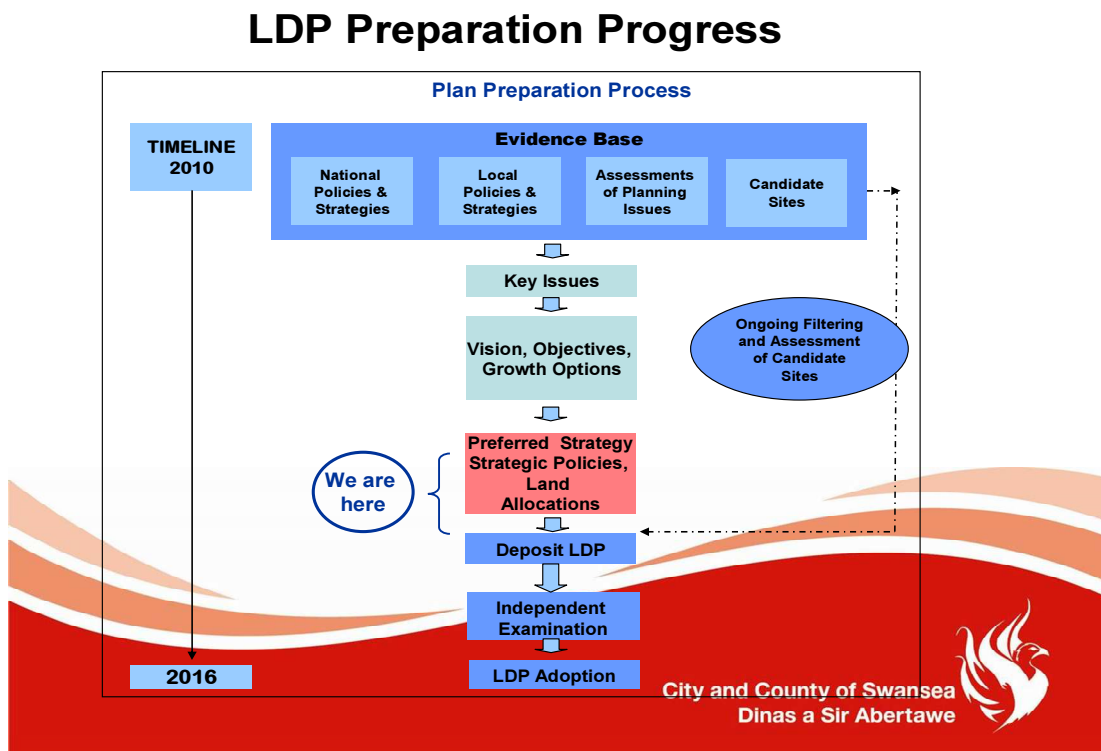 LDP Preparation Progress
Plan Preparation Process
TIMELINE
2010
Evidence Base
National
Policies &
Strategies
Local
Policies &
Strategies
Assessments
of Planning
Issues
Candidate
Sites
Key Issues
Vision, Objectives,
Growth Options
Ongoing Filtering
and Assessment
of Candidate
Sites
Preferred Strategy
Strategic Policies,
Land
Allocations
We are
here
Deposit LDP
Independent
Examination
LDP Adoption
2016
City and County of Swansea
Dinas a Sir Abertawe